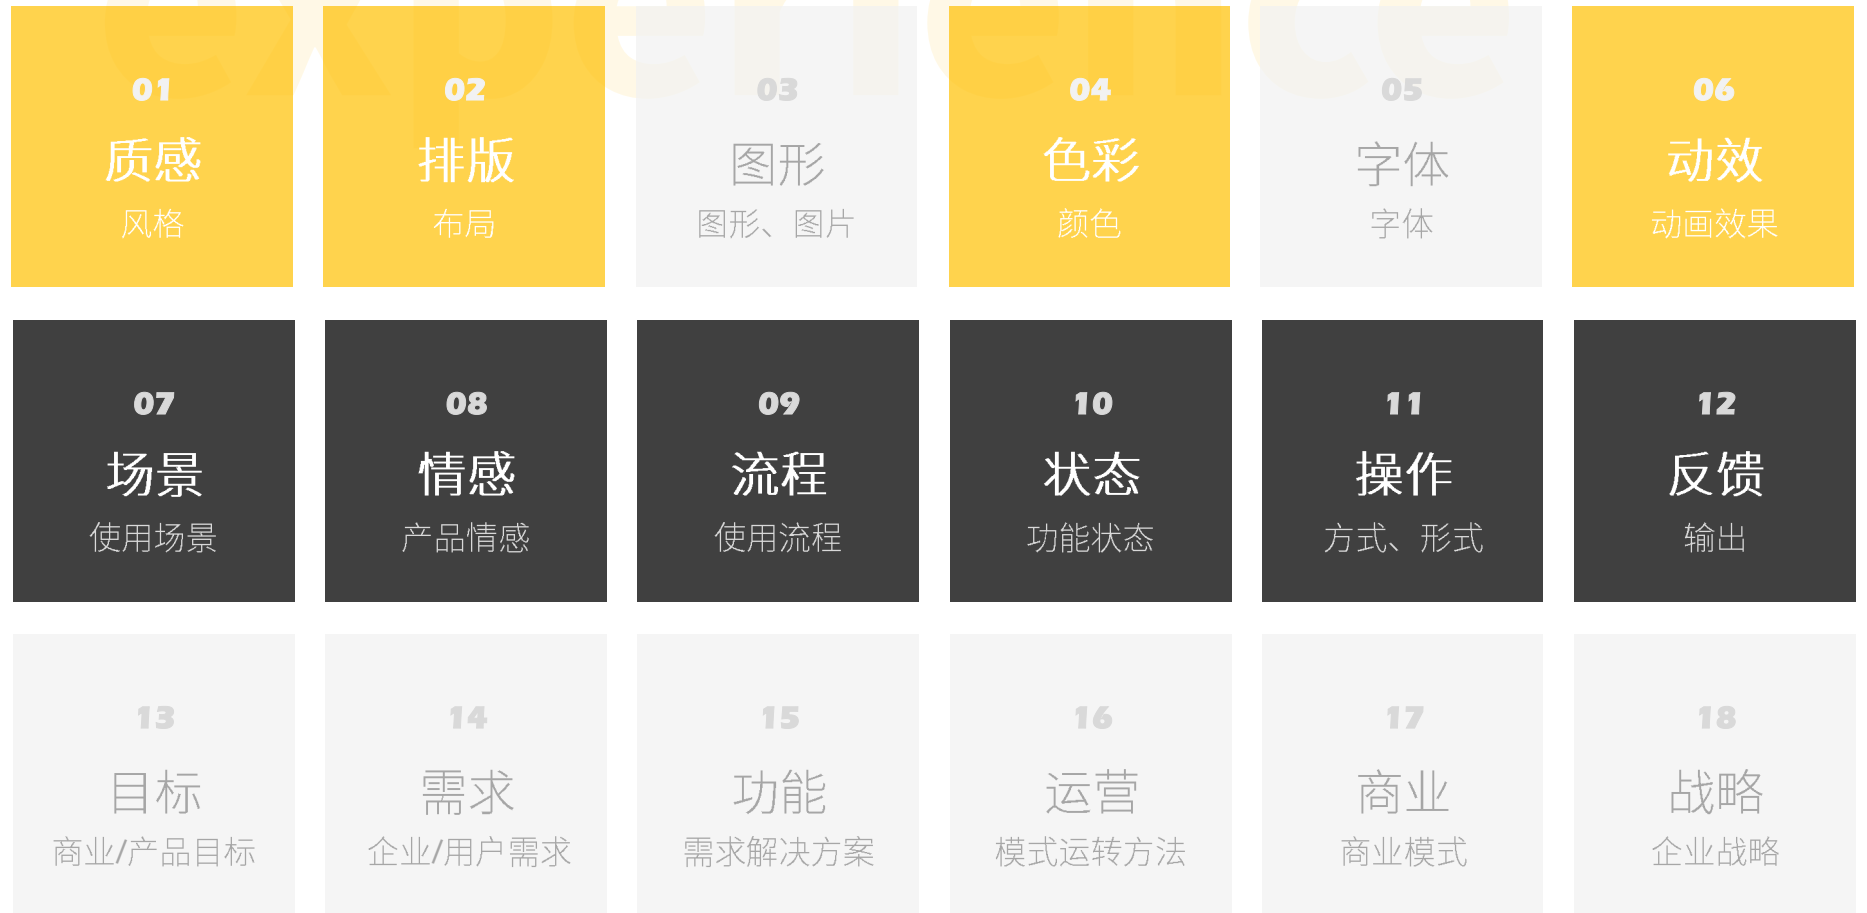 experience
01
质感
风格
02
排版
布局
03
图形
图形、图片
04
色彩
颜色
05
字体
字体
06
动效
动画效果
07
场景
使用场景
08
情感
产品情感
09
流程
使用流程
10
状态
功能状态
11
操作
方式、形式
12
反馈
输出
13
目标
商业/产品目标
14
需求
企业/用户需求
15
功能
需求解决方案
16
运营
模式运转方法
17
商业
商业模式
18
战略
企业战略